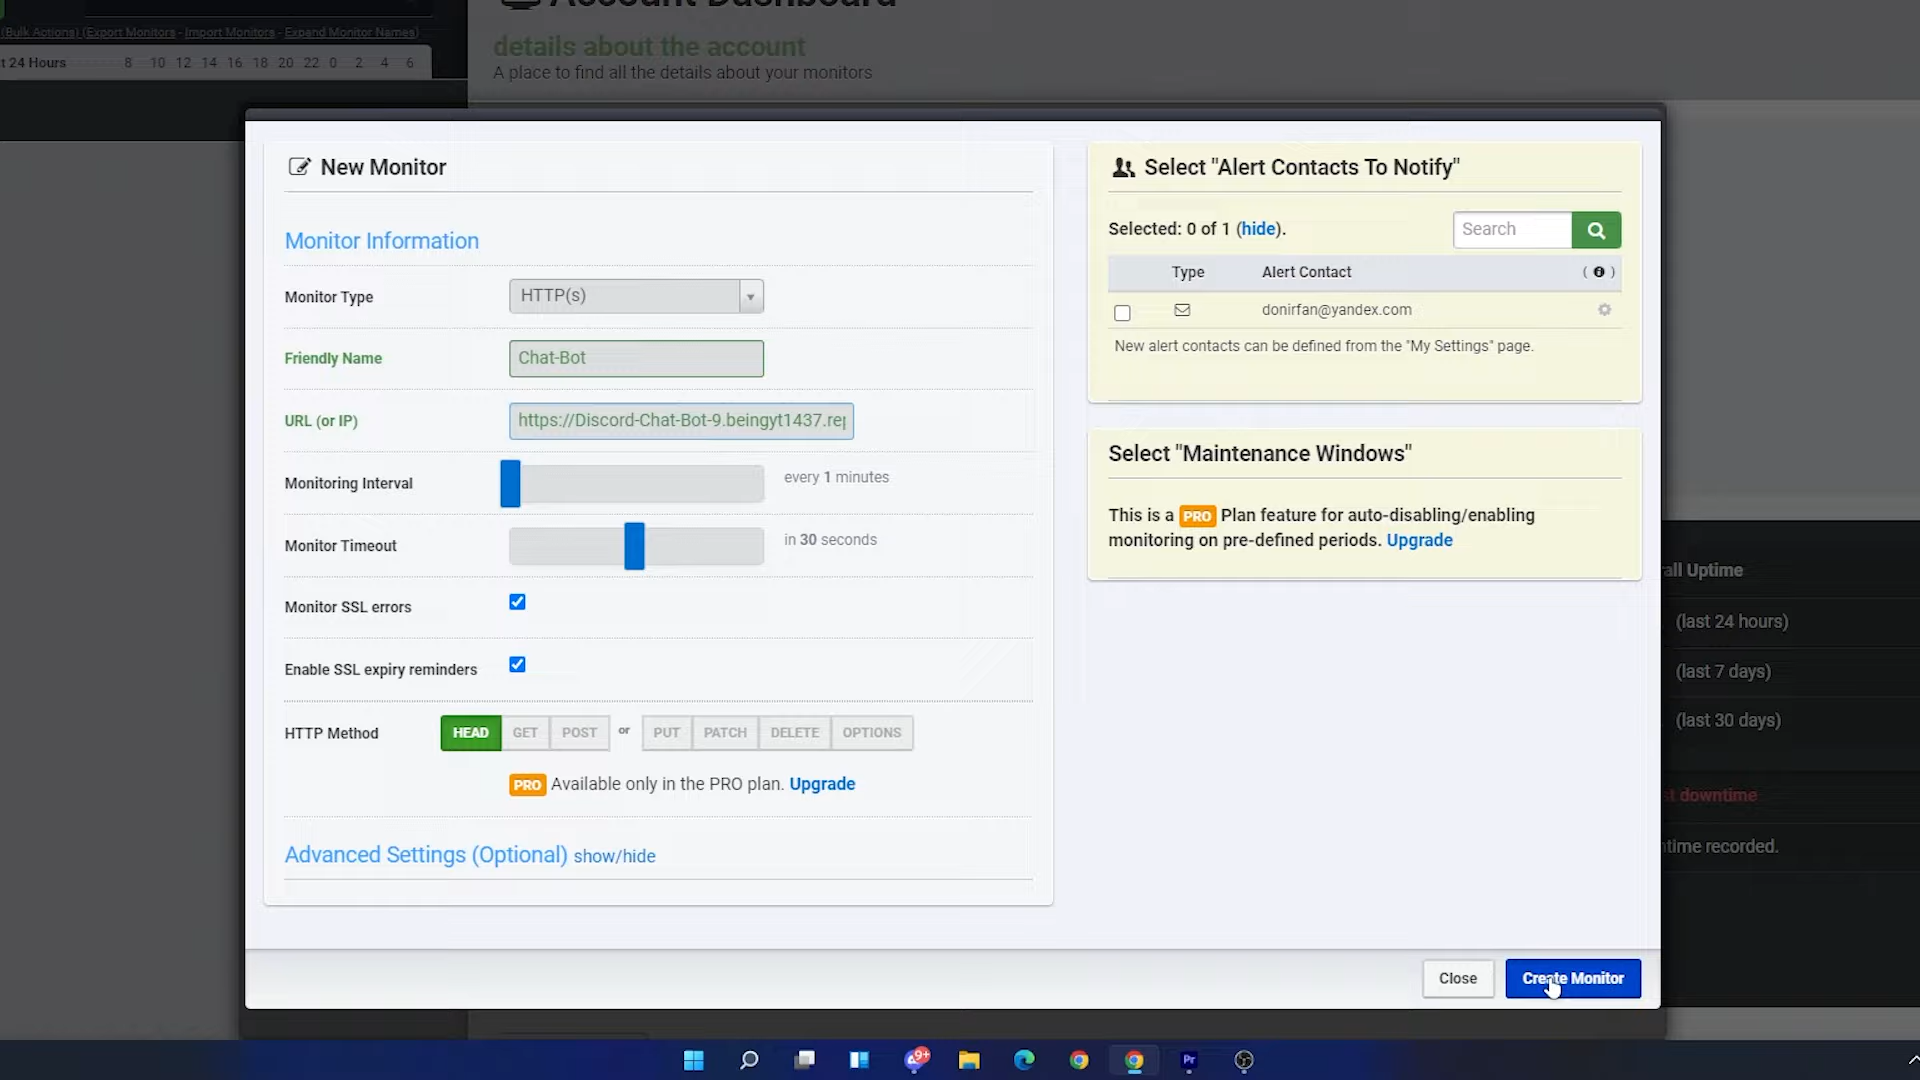 Account Dashboard
(Bulk Actions) (Export Monitors - Import Monitors - Expand Monitor Names)
24 Hours 8 10 12 14 16 18 20 22 0 2 4 6
details about the account
A place to find all the details about your monitors
New Monitor
Monitor Information
Monitor Type HTTP(s)
Friendly Name Chat-Bot
URL (or IP) https://Discord-Chat-Bot-9.beingyt1437.rep
Monitoring Interval every 1 minutes
Monitor Timeout in 30 seconds
Monitor SSL errors
Enable SSL expiry reminders
HTTP Method HEAD GET POST or PUT PATCH DELETE OPTIONS
PRO Available only in the PRO plan. Upgrade
Advanced Settings (Optional) show/hide
Select "Alert Contacts To Notify"
Selected: 0 of 1 (hide). Search
Type Alert Contact ( i )
donirfan@yandex.com
New alert contacts can be defined from the "My Settings" page.
Select "Maintenance Windows"
This is a PRO Plan feature for auto-disabling/enabling
monitoring on pre-defined periods. Upgrade
Close Create Monitor
all Uptime
(last 24 hours)
(last 7 days)
(last 30 days)
st downtime
ntime recorded.
9+
Pr